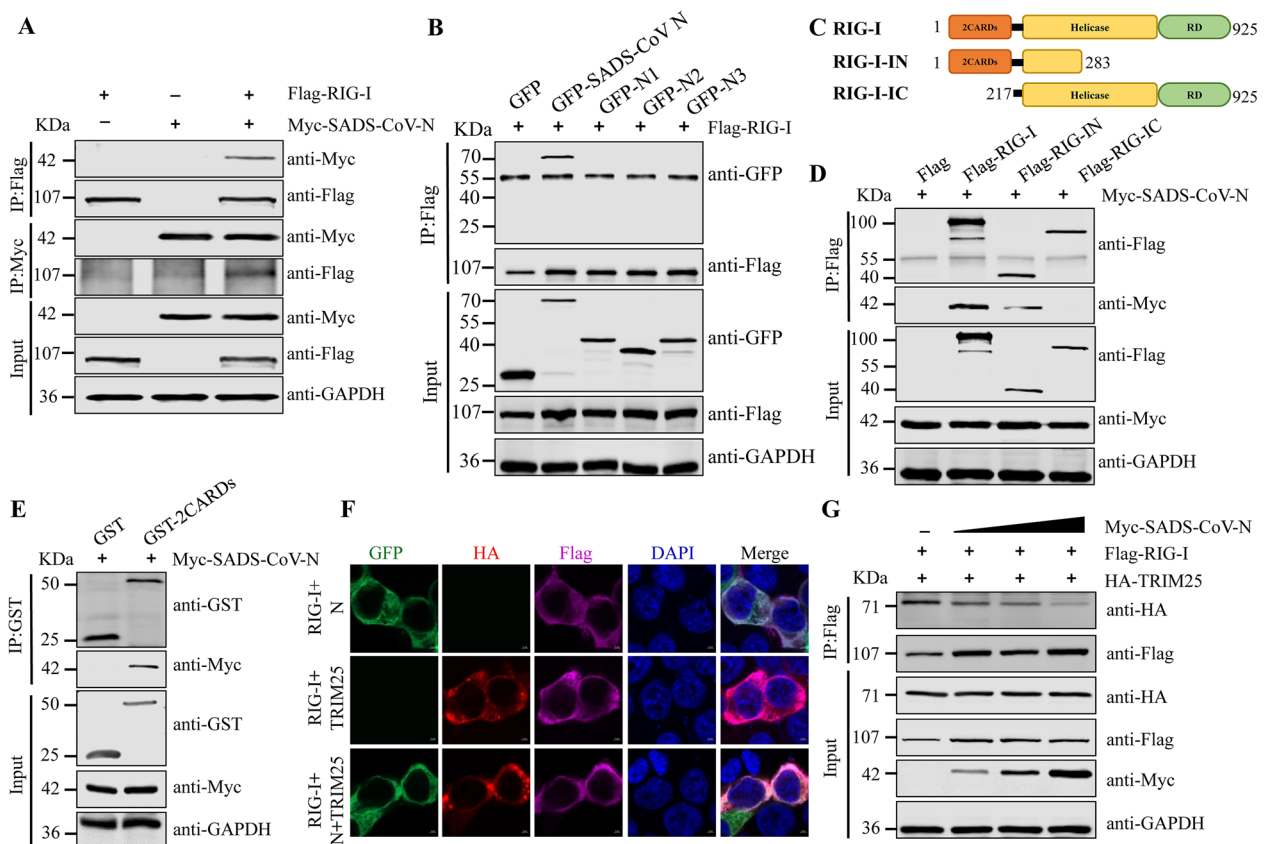 A
+ – + Flag-RIG-I
KDa – + + Myc-SADS-CoV-N
IP:Flag
42 anti-Myc
107 anti-Flag
IP:Myc
42 anti-Myc
107 anti-Flag
Input
42 anti-Myc
107 anti-Flag
36 anti-GAPDH
B
GFP
GFP-SADS-CoV N
GFP-N1
GFP-N2
GFP-N3
KDa + + + + + Flag-RIG-I
IP:Flag
70
55 anti-GFP
40
25
107 anti-Flag
Input
70
55
40 anti-GFP
25
107 anti-Flag
36 anti-GAPDH
C
RIG-I 1 2CARDs Helicase RD 925
RIG-I-IN 1 2CARDs 283
RIG-I-IC 217 Helicase RD 925
D
Flag
Flag-RIG-I
Flag-RIG-IN
Flag-RIG-IC
KDa + + + + Myc-SADS-CoV-N
IP:Flag
100
anti-Flag
55
40
42 anti-Myc
Input
100
anti-Flag
55
40
42 anti-Myc
36 anti-GAPDH
E
GST
GST-2CARDs
KDa + + Myc-SADS-CoV-N
IP:GST
50
anti-GST
25
42 anti-Myc
Input
50
anti-GST
25
42 anti-Myc
36 anti-GAPDH
F
GFP HA Flag DAPI Merge
RIG-I+
N
RIG-I+
TRIM25
RIG-I+
N+TRIM25
G
– Myc-SADS-CoV-N
+ + + + Flag-RIG-I
KDa + + + + HA-TRIM25
IP:Flag
71 anti-HA
107 anti-Flag
Input
71 anti-HA
107 anti-Flag
42 anti-Myc
36 anti-GAPDH